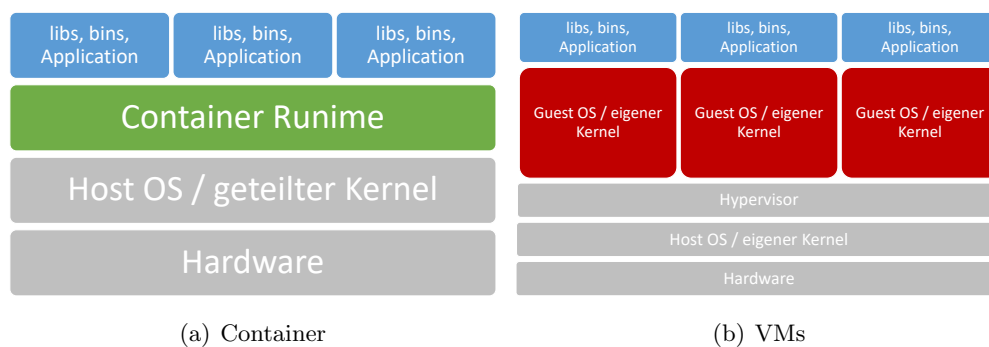 libs, bins,
Application
libs, bins,
Application
libs, bins,
Application
Container Runime
Host OS / geteilter Kernel
Hardware
(a) Container
libs, bins,
Application
libs, bins,
Application
libs, bins,
Application
Guest OS / eigener
Kernel
Guest OS / eigener
Kernel
Guest OS / eigener
Kernel
Hypervisor
Host OS / eigener Kernel
Hardware
(b) VMs